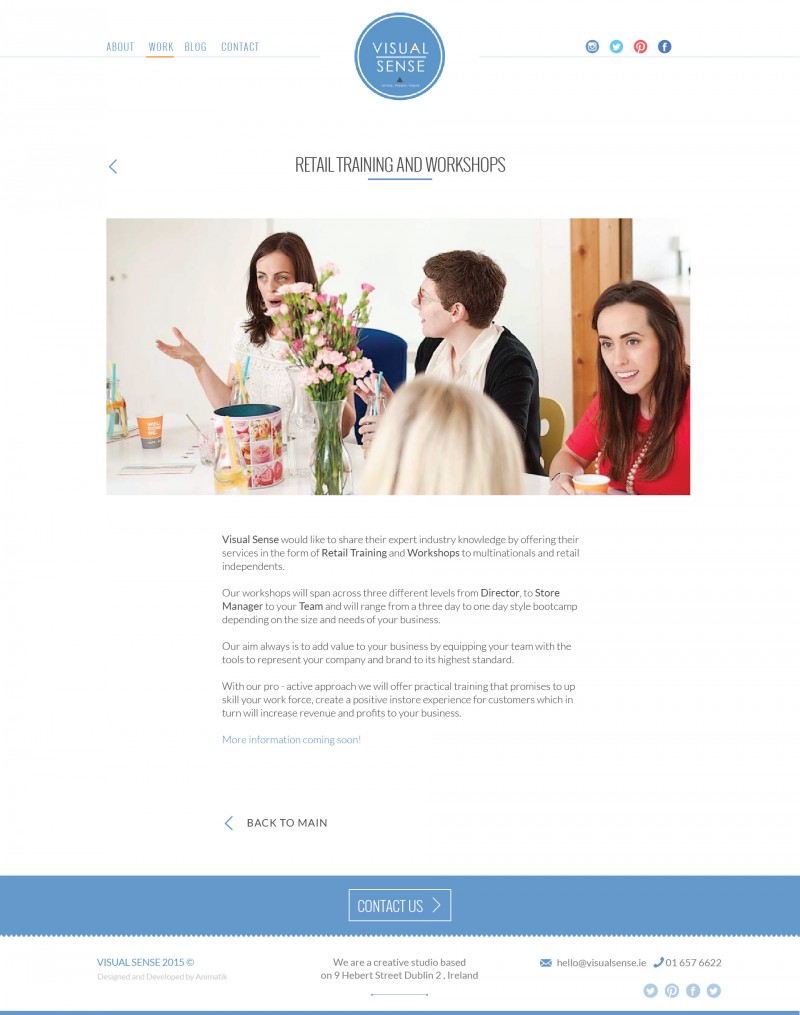 ABOUT WORK BLOG CONTACT
VISUAL
SENSE
RETAIL TRAINING AND WORKSHOPS
Visual Sense would like to share their expert industry knowledge by offering their
services in the form of Retail Training and Workshops to multinationals and retail
independents.
Our workshops will span across three different levels from Director, to Store
Manager to your Team and will range from a three day to one day style bootcamp
depending on the size and needs of your business.
Our aim always is to add value to your business by equipping your team with the
tools to represent your company and brand to its highest standard.
With our pro - active approach we will offer practical training that promises to up
skill your work force, create a positive instore experience for customers which in
turn will increase revenue and profits to your business.
More information coming soon!
BACK TO MAIN
CONTACT US
VISUAL SENSE 2015 ©
Designed and Developed by Animatik
We are a creative studio based
on 9 Hebert Street Dublin 2 , Ireland
hello@visualsense.ie 01 657 6622